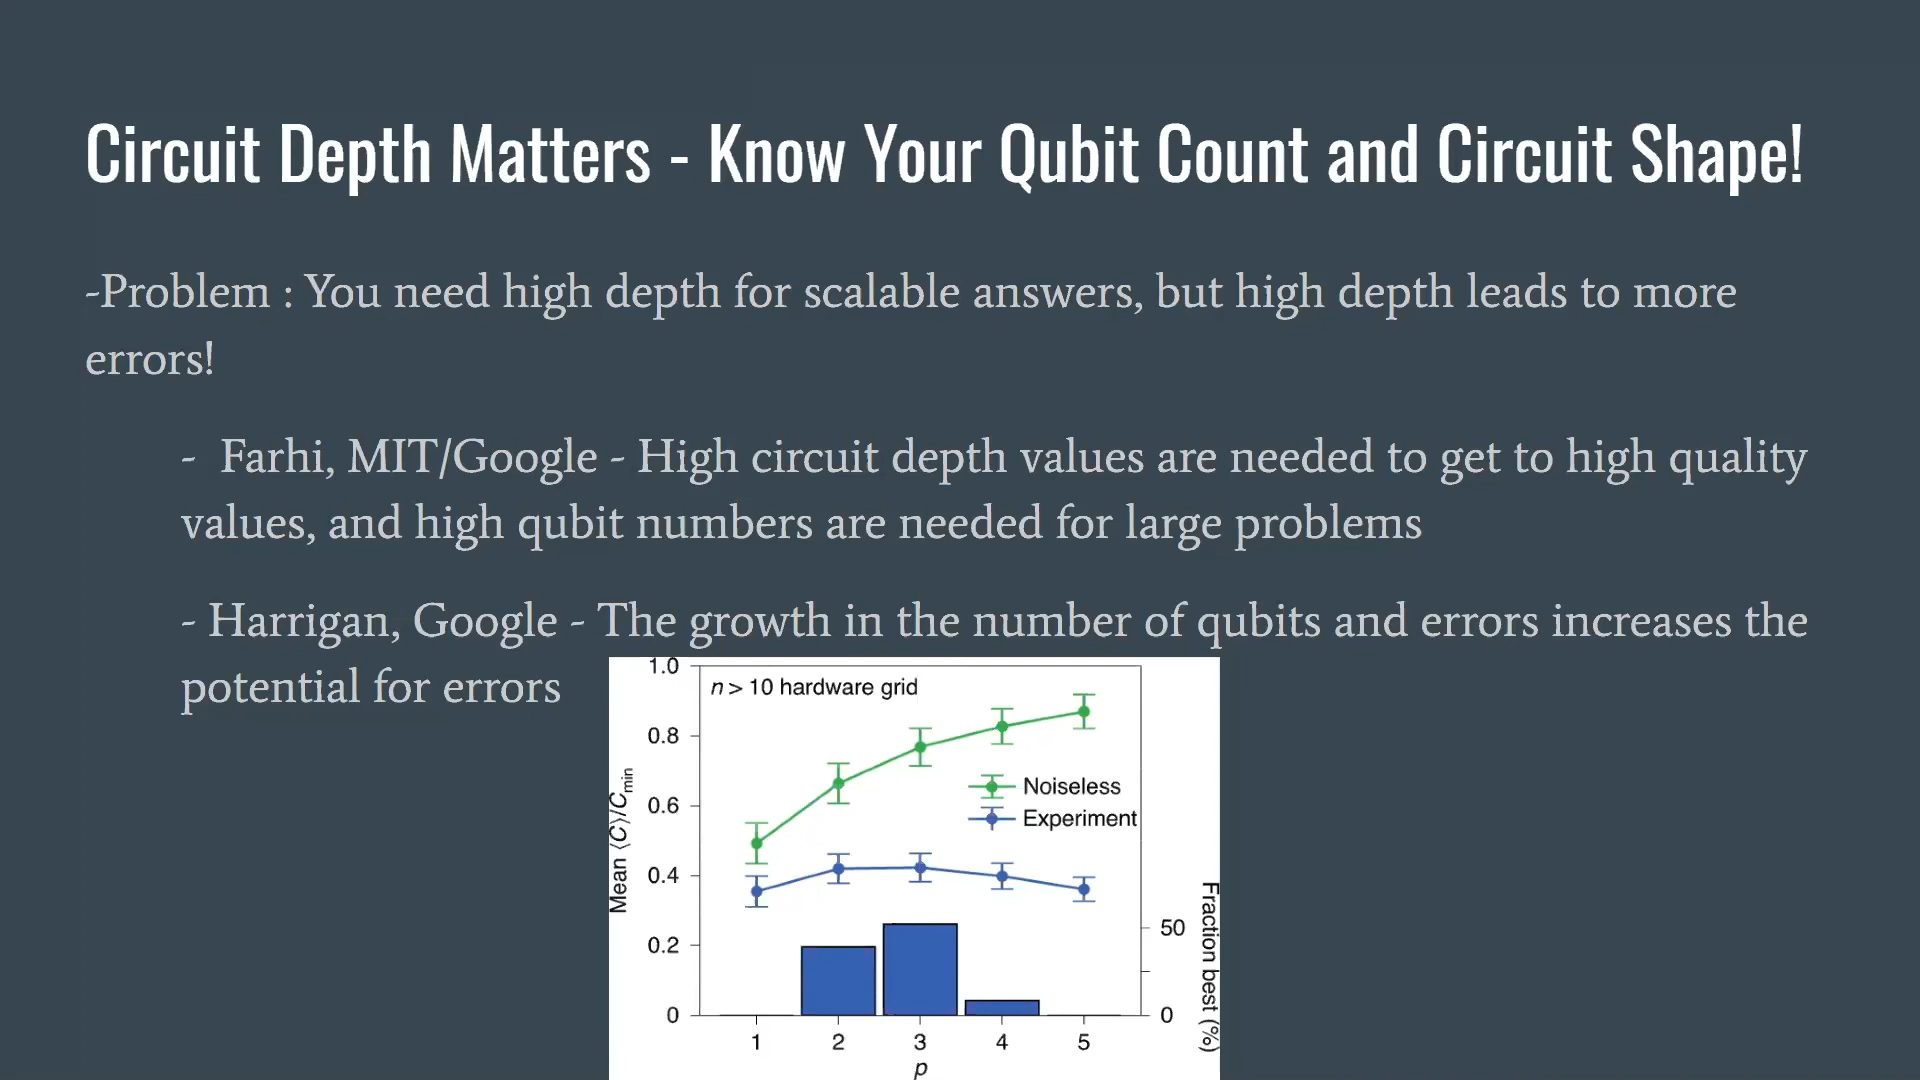 Circuit Depth Matters - Know Your Qubit Count and Circuit Shape!
-Problem : You need high depth for scalable answers, but high depth leads to more
errors!
- Farhi, MIT/Google - High circuit depth values are needed to get to high quality
values, and high qubit numbers are needed for large problems
- Harrigan, Google - The growth in the number of qubits and errors increases the
potential for errors
n > 10 hardware grid
Noiseless
Experiment
Mean ⟨C⟩/Cmin
1.0
0.8
0.6
0.4
0.2
0
Fraction best (%)
50
0
1 2 3 4 5
p